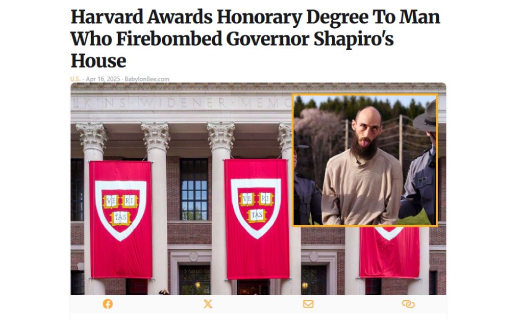 Harvard Awards Honorary Degree To Man
Who Firebombed Governor Shapiro's
House
U.S. · Apr 16, 2025 · BabylonBee.com
VE RI
TAS
VE RI
TAS